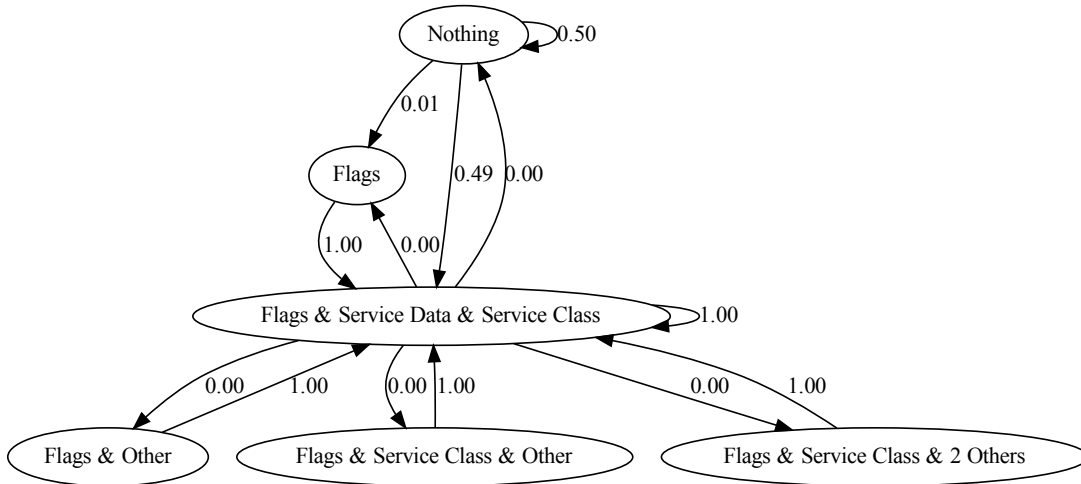 Nothing
0.50
0.01
Flags
0.49
0.00
1.00
0.00
Flags & Service Data & Service Class
1.00
0.00
1.00
0.00
1.00
0.00
1.00
Flags & Other
Flags & Service Class & Other
Flags & Service Class & 2 Others